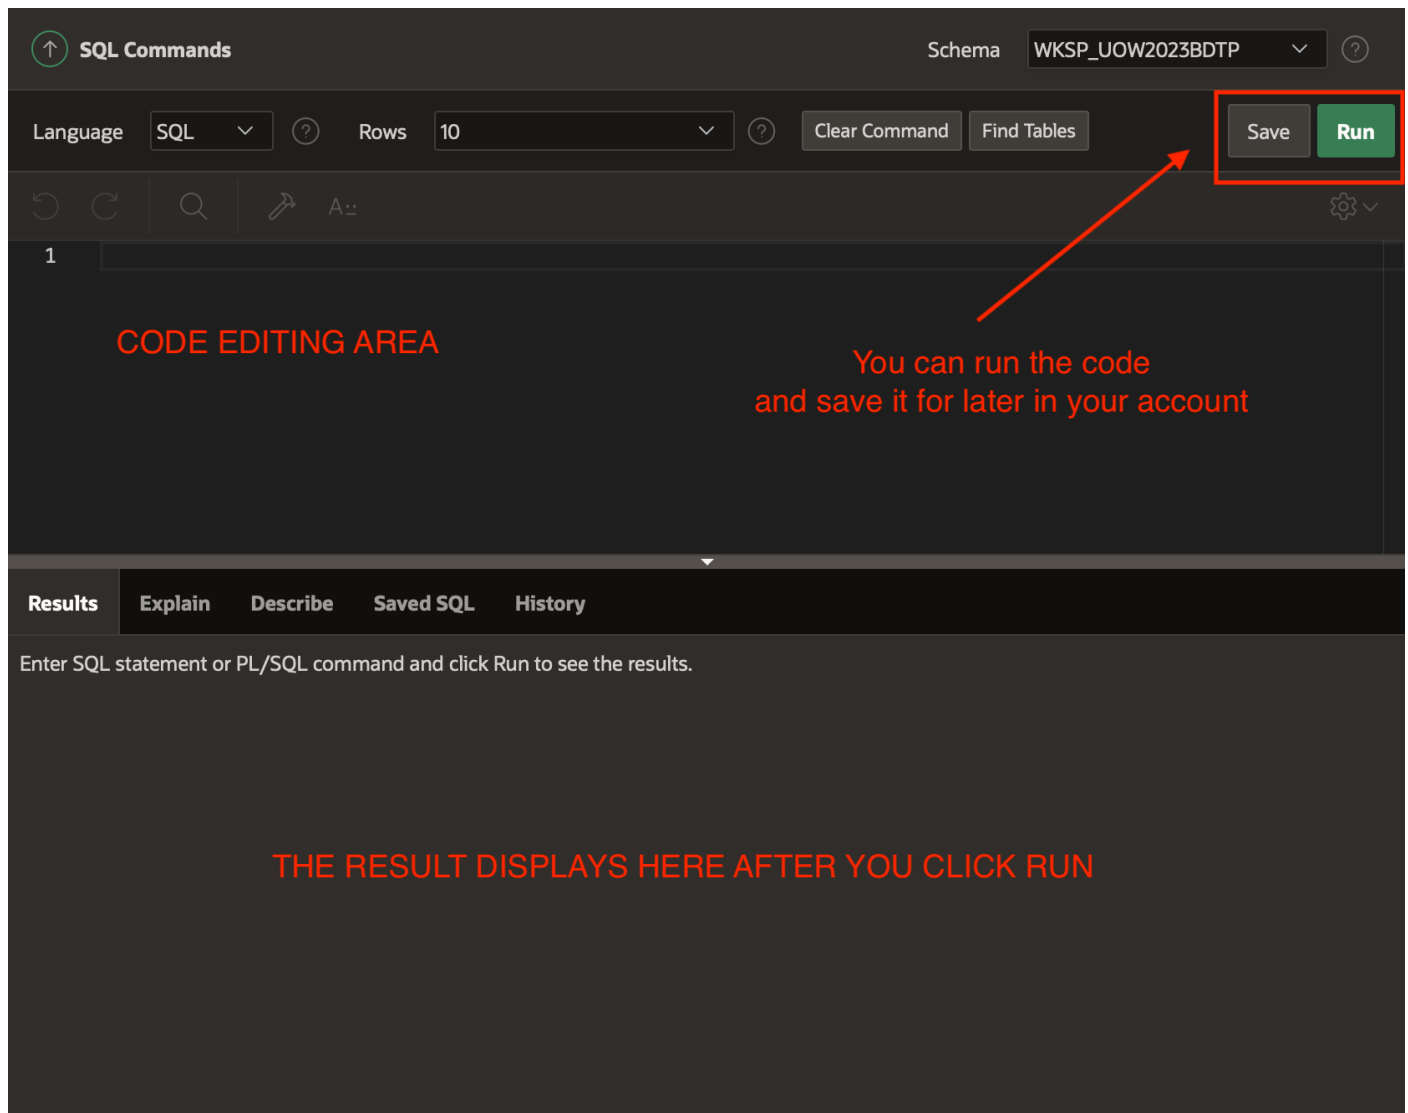 SQL Commands
Schema WKSP_UOW2023BDTP ?
Language SQL ? Rows 10 ? Clear Command Find Tables Save Run
A::
1
CODE EDITING AREA
You can run the code
and save it for later in your account
Results Explain Describe Saved SQL History
Enter SQL statement or PL/SQL command and click Run to see the results.
THE RESULT DISPLAYS HERE AFTER YOU CLICK RUN